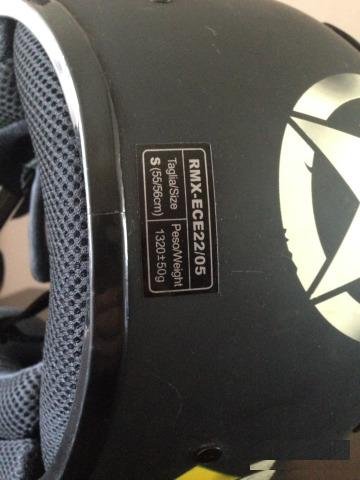 RMX-ECE22/05
Taglia/Size Peso/Weight
S (55/56cm) 1320±50g